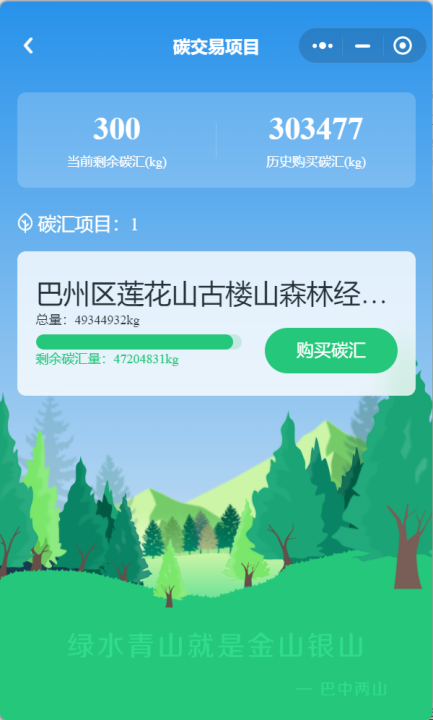 碳交易项目
300
303477
当前剩余碳汇(kg)
历史购买碳汇(kg)
碳汇项目：1
巴州区莲花山古楼山森林经…
总量：49344932kg
剩余碳汇量：47204831kg
购买碳汇
绿水青山就是金山银山
— 巴中两山